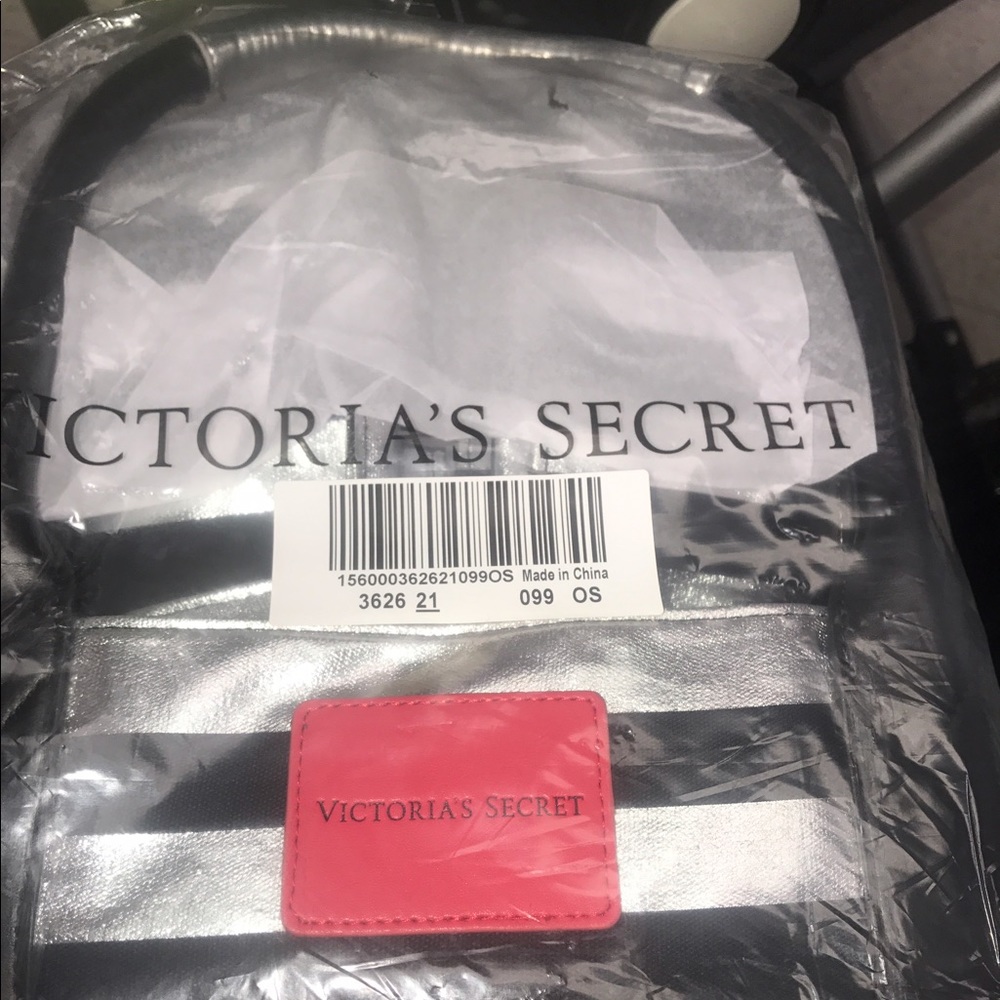 VICTORIA'S SECRET
156000362621099OS Made in China
3626 21 099 OS
VICTORIA'S SECRET